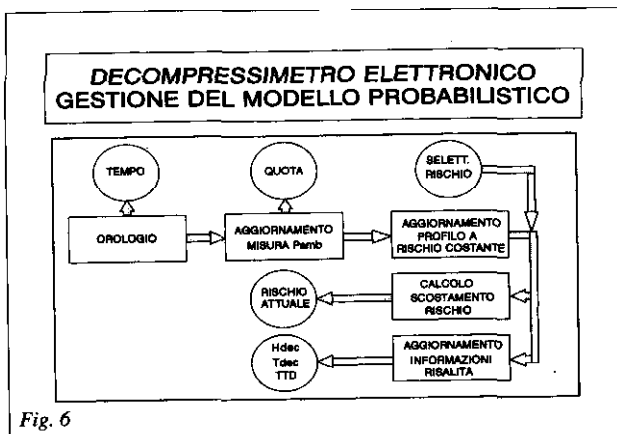 DECOMPRESSIMETRO ELETTRONICO
GESTIONE DEL MODELLO PROBABILISTICO
TEMPO
QUOTA
SELETT.
RISCHIO
OROLOGIO
AGGIORNAMENTO
MISURA Pamb
AGGIORNAMENTO
PROFILO A
RISCHIO COSTANTE
RISCHIO
ATTUALE
CALCOLO
SCOSTAMENTO
RISCHIO
Hdec
Tdec
TTD
AGGIORNAMENTO
INFORMAZIONI
RISALITA
Fig. 6